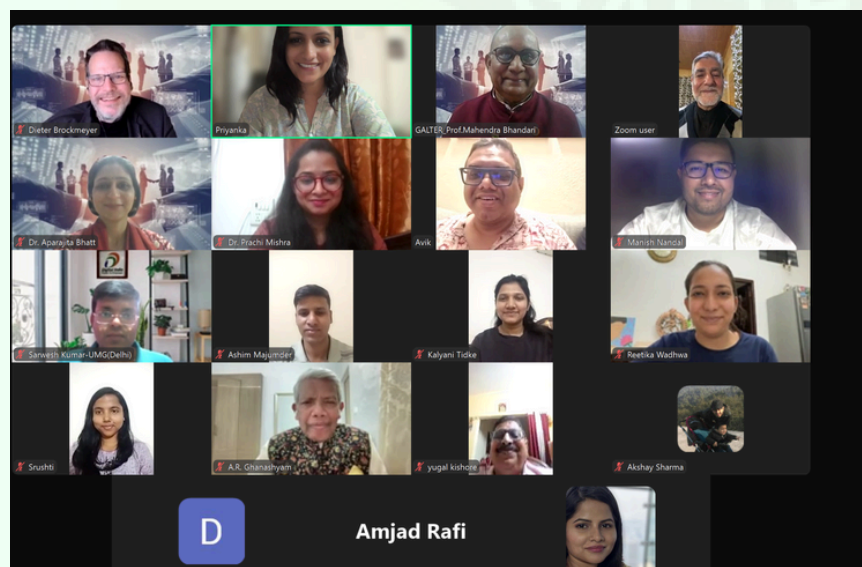 Dieter Brockmeyer
Priyanka
GALTER_Prof.Mahendra Bhandari
Zoom user
Dr. Aparajita Bhatt
Dr. Prachi Mishra
Avik
Manish Nandal
Sarwesh Kumar-UMG(Delhi)
Ashim Majumder
Kalyani Tidke
Reetika Wadhwa
Srushti
A.R. Ghanashyam
yugal kishore
Akshay Sharma
D
Amjad Rafi